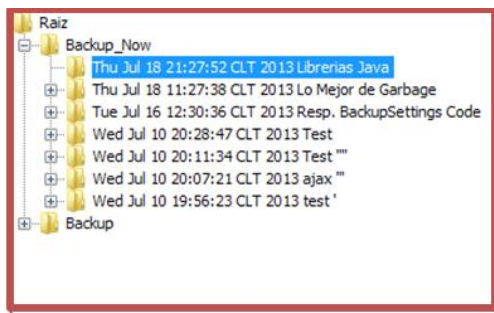 Raiz
Backup_Now
Thu Jul 18 21:27:52 CLT 2013 Librerias Java
Thu Jul 18 11:27:38 CLT 2013 Lo Mejor de Garbage
Tue Jul 16 12:30:36 CLT 2013 Resp. BackupSettings Code
Wed Jul 10 20:28:47 CLT 2013 Test
Wed Jul 10 20:11:34 CLT 2013 Test """
Wed Jul 10 20:07:21 CLT 2013 ajax '"
Wed Jul 10 19:56:23 CLT 2013 test '
Backup